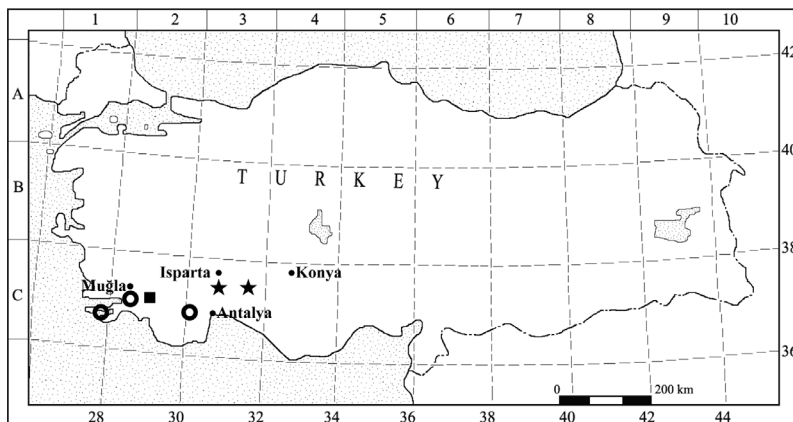 1 2 3 4 5 6 7 8 9 10
42
A
40
B
T U R K E Y
38
Isparta
Konya
Muğla
C
Antalya
36
0 200 km
28 30 32 34 36 38 40 42 44